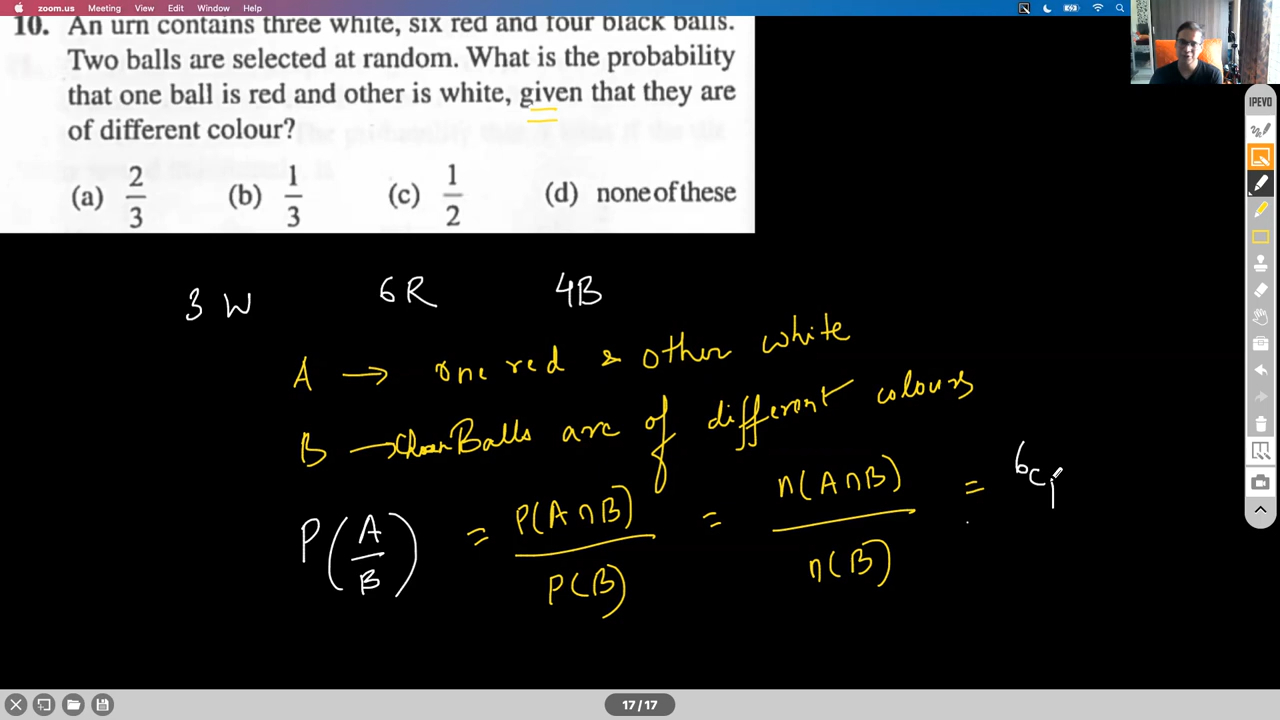 zoom.us Meeting View Edit Window Help
10. An urn contains three white, six red and four black balls.
Two balls are selected at random. What is the probability
that one ball is red and other is white, given that they are
of different colour?
(a) 2/3 (b) 1/3 (c) 1/2 (d) none of these
IPEVO
3 W 6R 4B
A → one red & other white
B → Chosen Balls are of different colours
P(A/B) = P(A∩B)/P(B) = n(A∩B)/n(B) = ⁶C₁
17/17